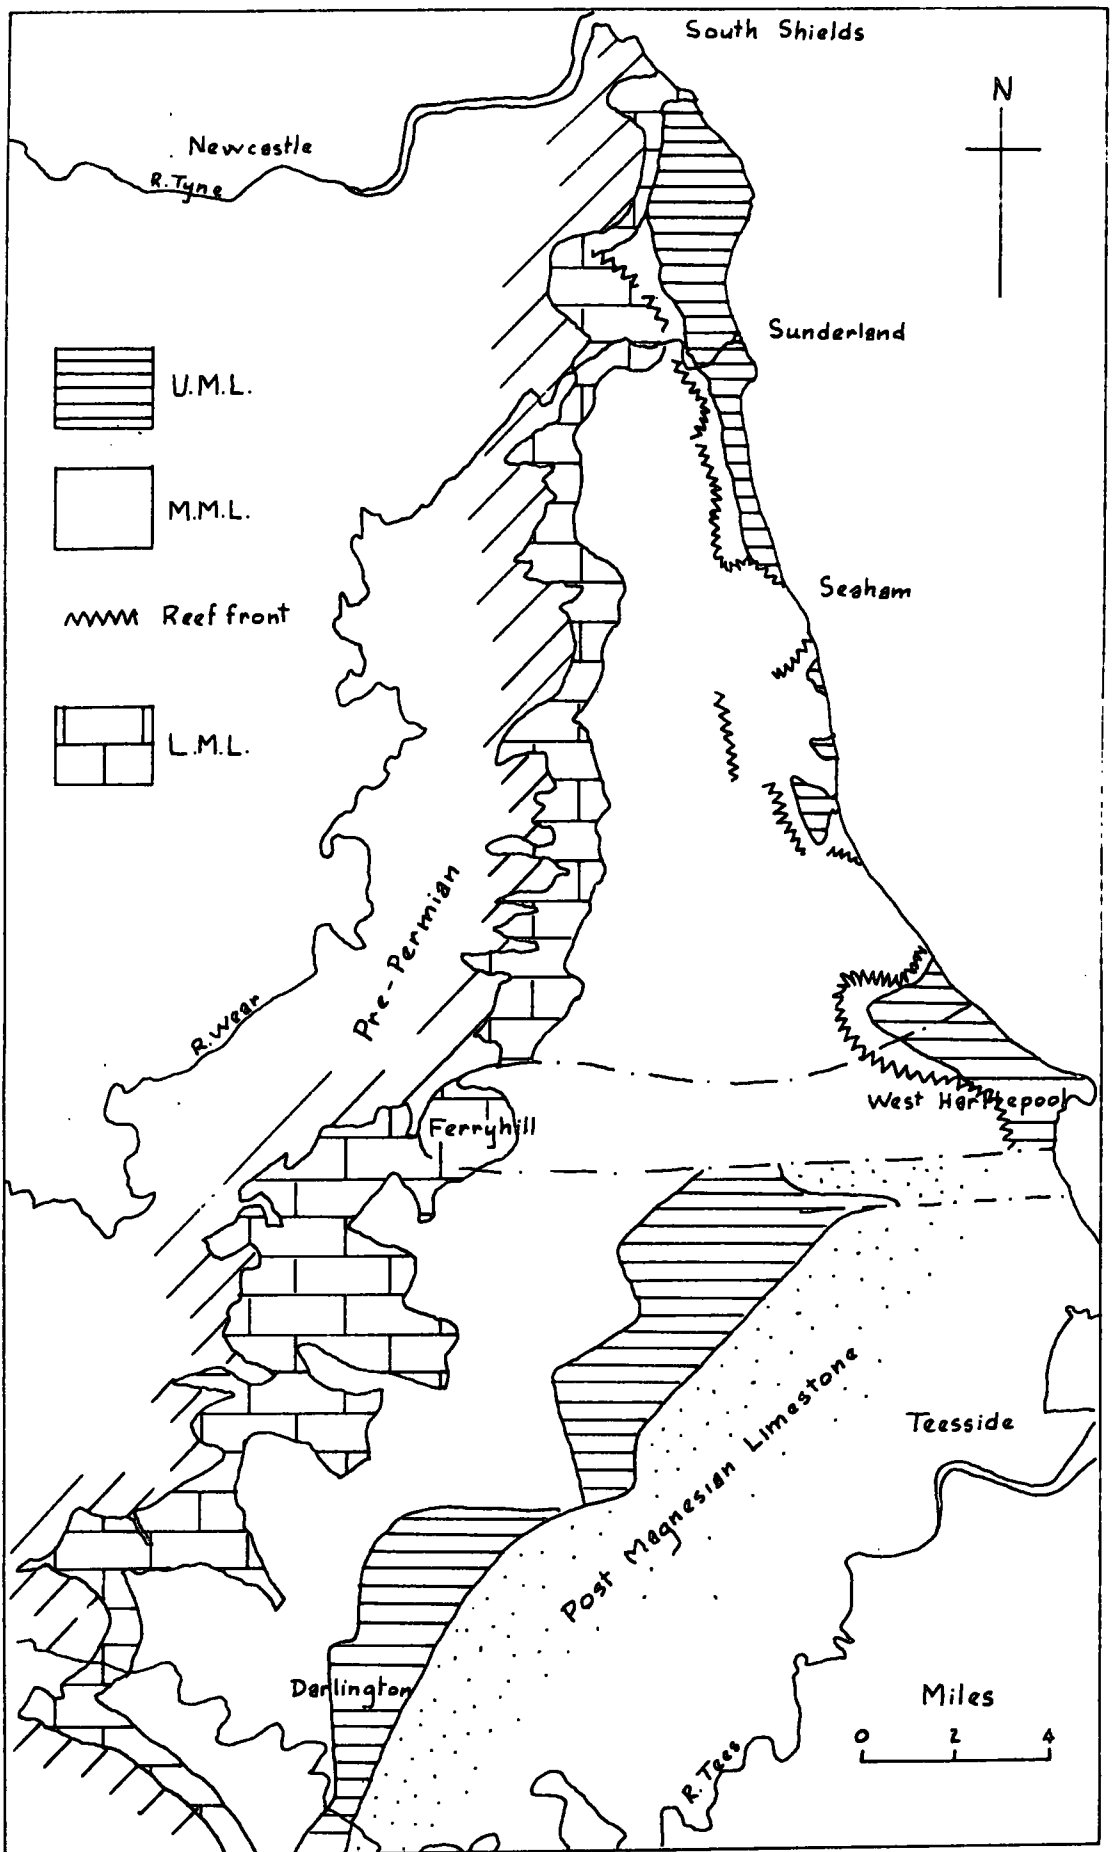 South Shields
N
Newcastle
R. Tyne
Sunderland
U.M.L.
M.M.L.
Seaham
Reef front
L.M.L.
Pre-Permian
R. Wear
West Hartlepool
Ferryhill
Post Magnesian Limestone
Teesside
Darlington
Miles
0 2 4
R. Tees